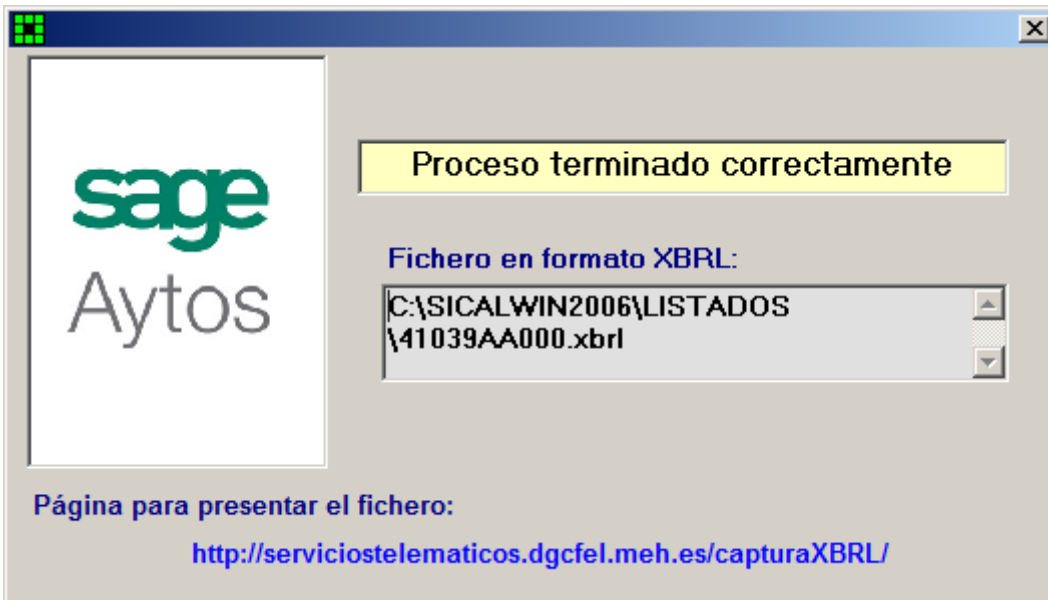 sage
Aytos
Proceso terminado correctamente
Fichero en formato XBRL:
C:\SICALWIN2006\LISTADOS
\41039AA000.xbrl
Página para presentar el fichero:
http://serviciostelematicos.dgcfel.meh.es/capturaXBRL/